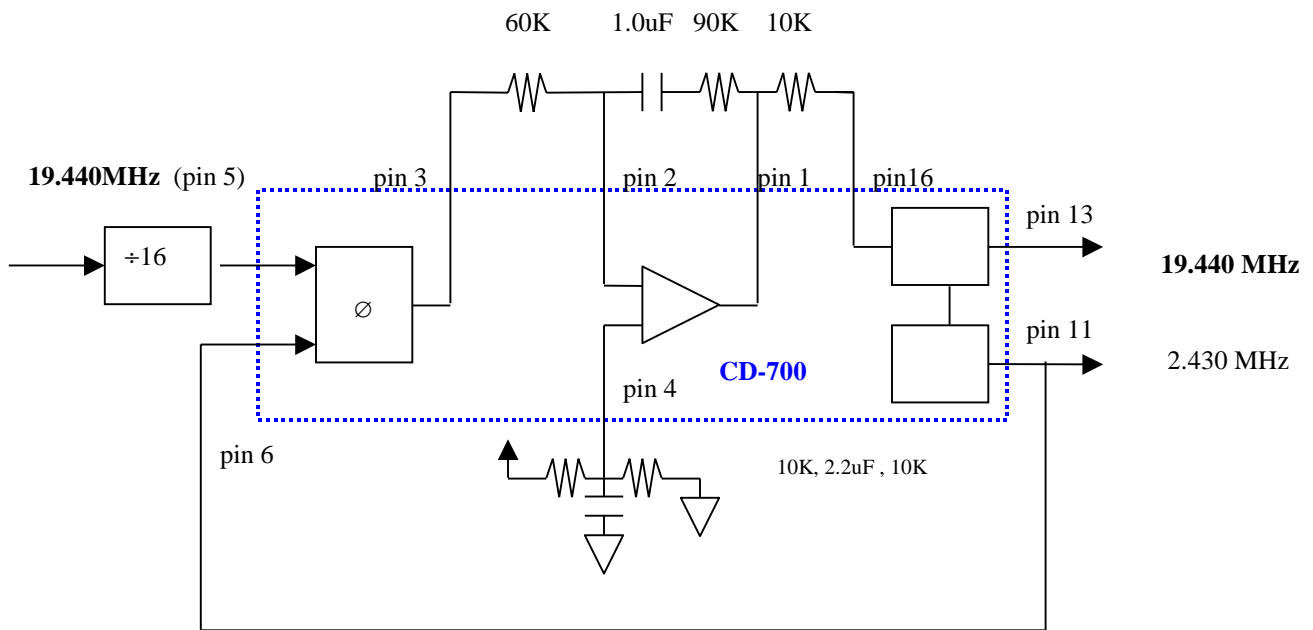 60K 1.0uF 90K 10K
19.440MHz (pin 5)
pin 3
pin 2
pin 1
pin16
÷16
pin 13
19.440 MHz
∅
pin 11
2.430 MHz
CD-700
pin 4
pin 6
10K, 2.2uF , 10K